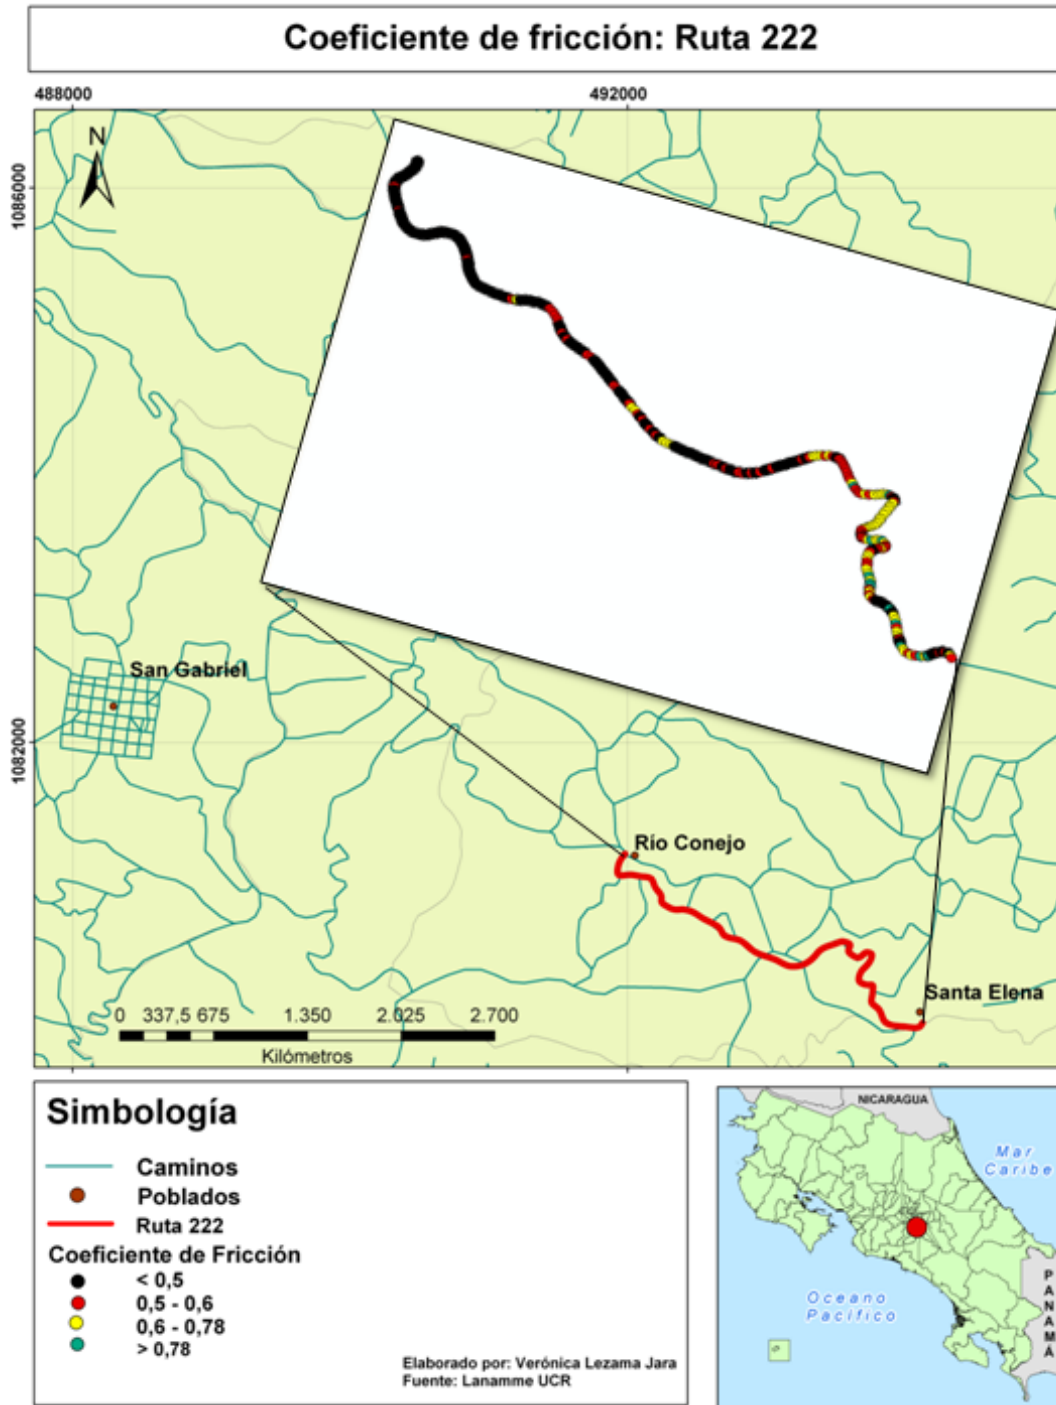 Coeficiente de fricción: Ruta 222
488000
492000
N
1086000
San Gabriel
1082000
Río Conejo
Santa Elena
0 337,5 675 1.350 2.025 2.700
Kilómetros
Simbología
Caminos
Poblados
Ruta 222
Coeficiente de Fricción
< 0,5
0,5 - 0,6
0,6 - 0,78
> 0,78
Elaborado por: Verónica Lezama Jara
Fuente: Lanamme UCR
NICARAGUA
Mar
Caribe
Oceano
Pacífico
PANAMÁ